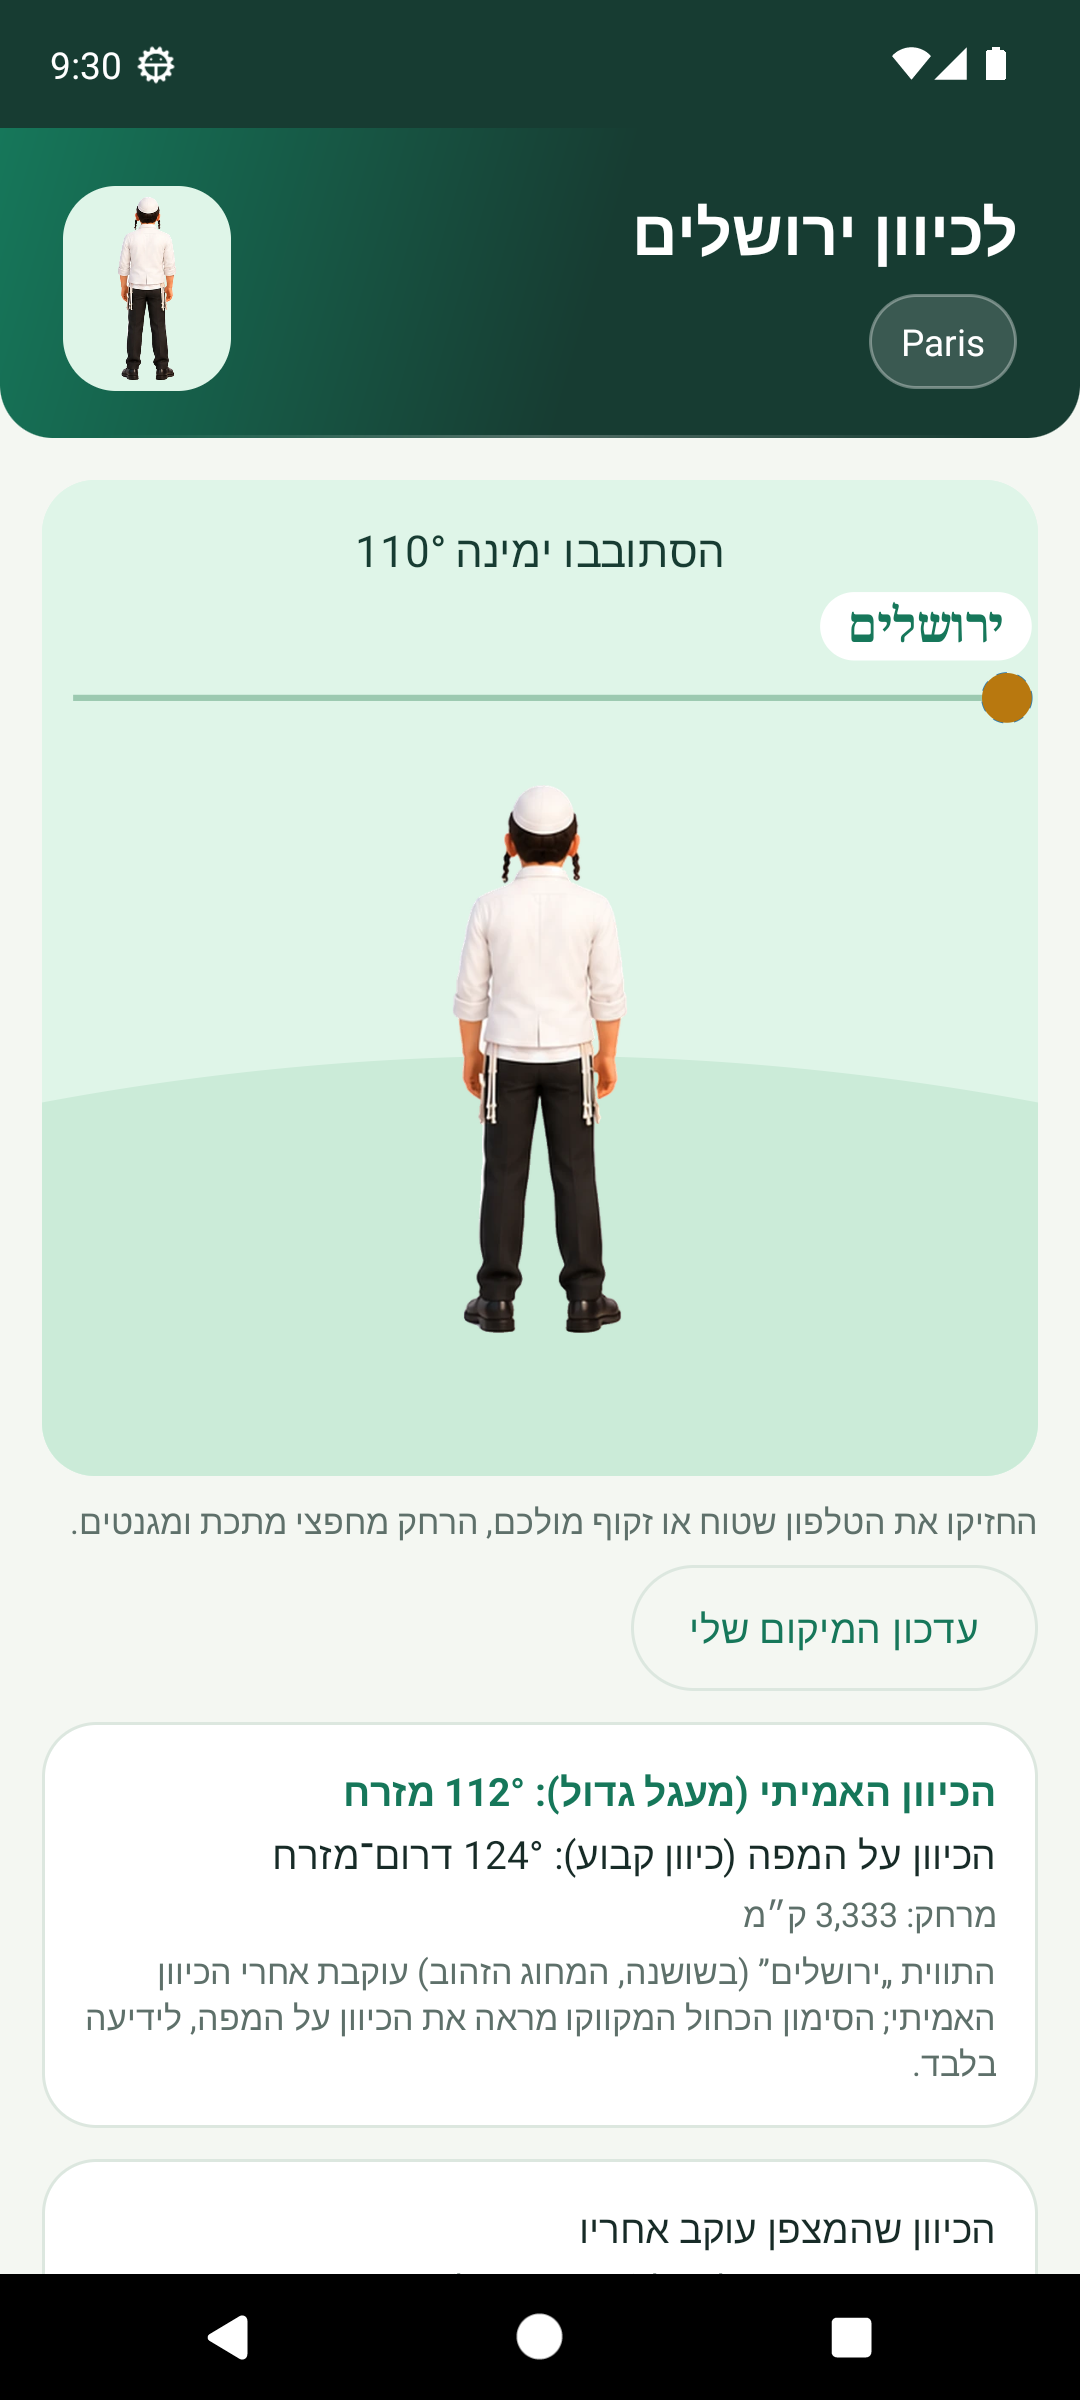 9:30
לכיוון ירושלים
Paris
הסתובבו ימינה 110°
ירושלים
החזיקו את הטלפון שטוח או זקוף מולכם, הרחק מחפצי מתכת ומגנטים.
עדכון המיקום שלי
הכיוון האמיתי (מעגל גדול): 112° מזרח
הכיוון על המפה (כיוון קבוע): 124° דרום־מזרח
מרחק: 3,333 ק״מ
התווית „ירושלים” (בשושנה, המחוג הזהוב) עוקבת אחרי הכיוון
האמיתי; הסימון הכחול המקווקו מראה את הכיוון על המפה, לידיעה
בלבד.
הכיוון שהמצפן עוקב אחריו